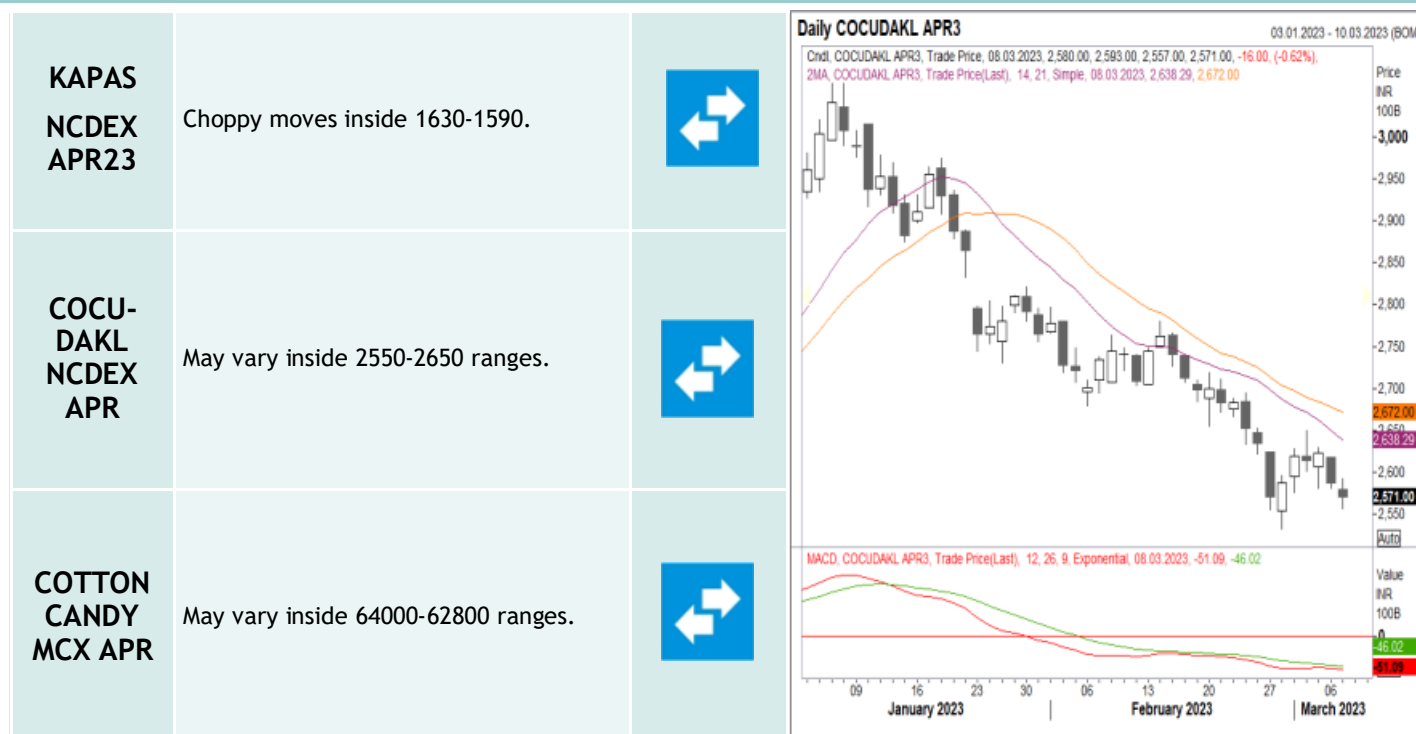 KAPAS
NCDEX
APR23
Choppy moves inside 1630-1590.
COCU-
DAKL
NCDEX
APR
May vary inside 2550-2650 ranges.
COTTON
CANDY
MCX APR
May vary inside 64000-62800 ranges.
Daily COCUDAKL APR3
03.01.2023 - 10.03.2023 (BOM
Cndl, COCUDAKL APR3, Trade Price, 08.03.2023, 2,580.00, 2,593.00, 2,557.00, 2,571.00, -16.00, (-0.62%),
2MA, COCUDAKL APR3, Trade Price(Last), 14, 21, Simple, 08.03.2023, 2,638.29, 2,672.00
Price
INR
100B
3,000
2,950
2,900
2,850
2,800
2,750
2,700
2,672.00
2,650
2,638.29
2,600
2,571.00
2,550
Auto
MACD, COCUDAKL APR3, Trade Price(Last), 12, 26, 9, Exponential, 08.03.2023, -51.09, -46.02
Value
INR
100B
0
-46.02
-51.09
09 16 23 30 06 13 20 27 06
January 2023 February 2023 March 2023